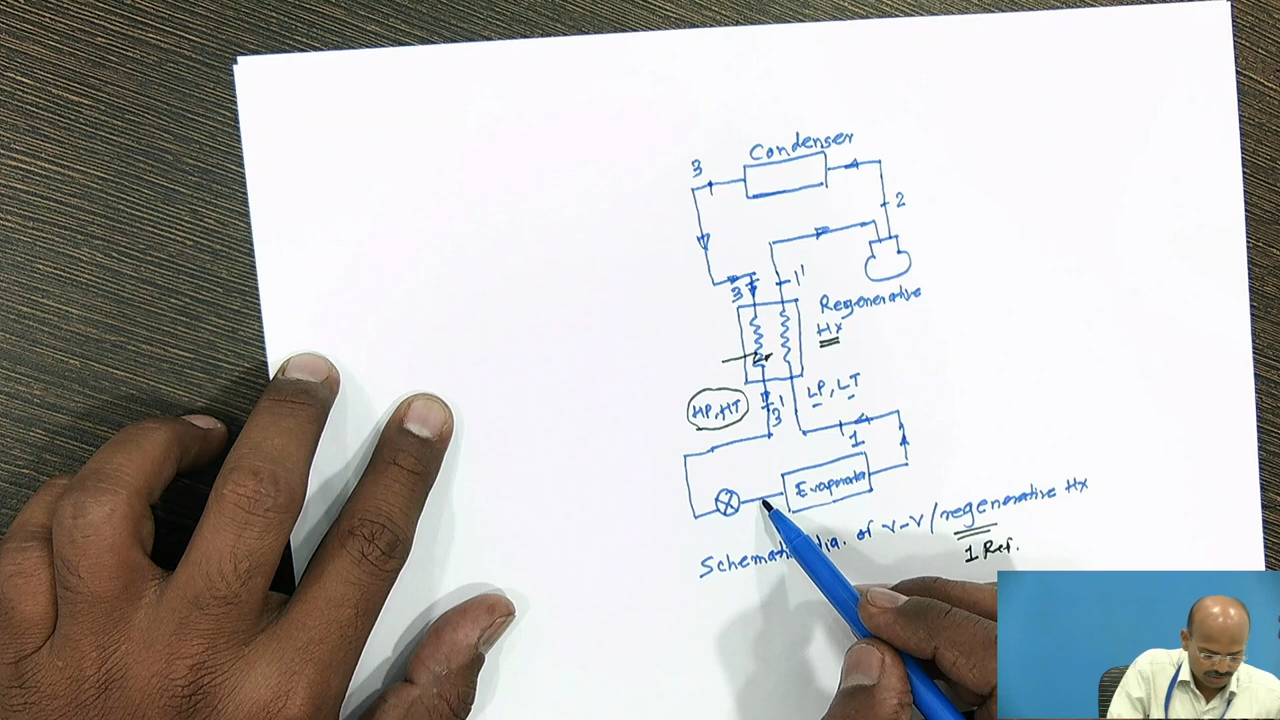 Condenser
3
2
1'
3
Regenerative
Hx
HP, HT
LP, LT
3'
1
Evaporator
Schematic dia. of V-V/regenerative Hx
1 Ref.